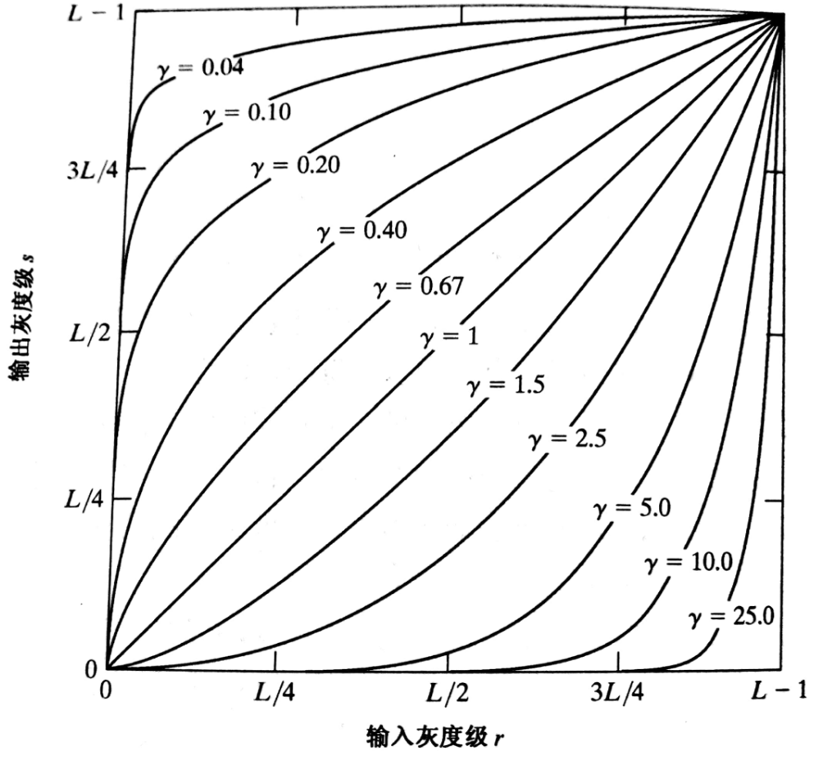 L − 1
γ = 0.04
γ = 0.10
3L/4
γ = 0.20
γ = 0.40
γ = 0.67
输出灰度级 s
L/2
γ = 1
γ = 1.5
γ = 2.5
L/4
γ = 5.0
γ = 10.0
γ = 25.0
0
0
L/4
L/2
3L/4
L − 1
输入灰度级 r